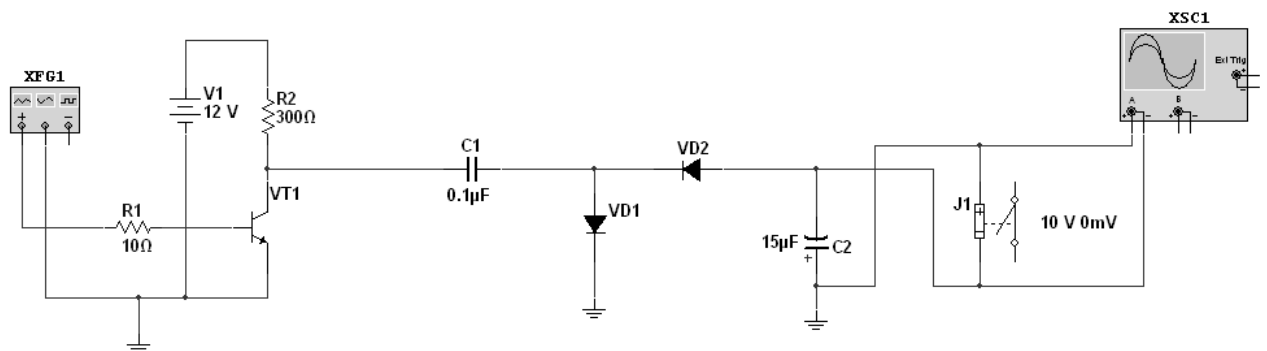 XSC1
Ext Trig
+
-
A
B
+ - + -
XFG1
+ -
V1
12 V
R2
300Ω
C1
0.1µF
VD2
VT1
VD1
R1
10Ω
15µF
C2
+
J1
+
10 V 0mV